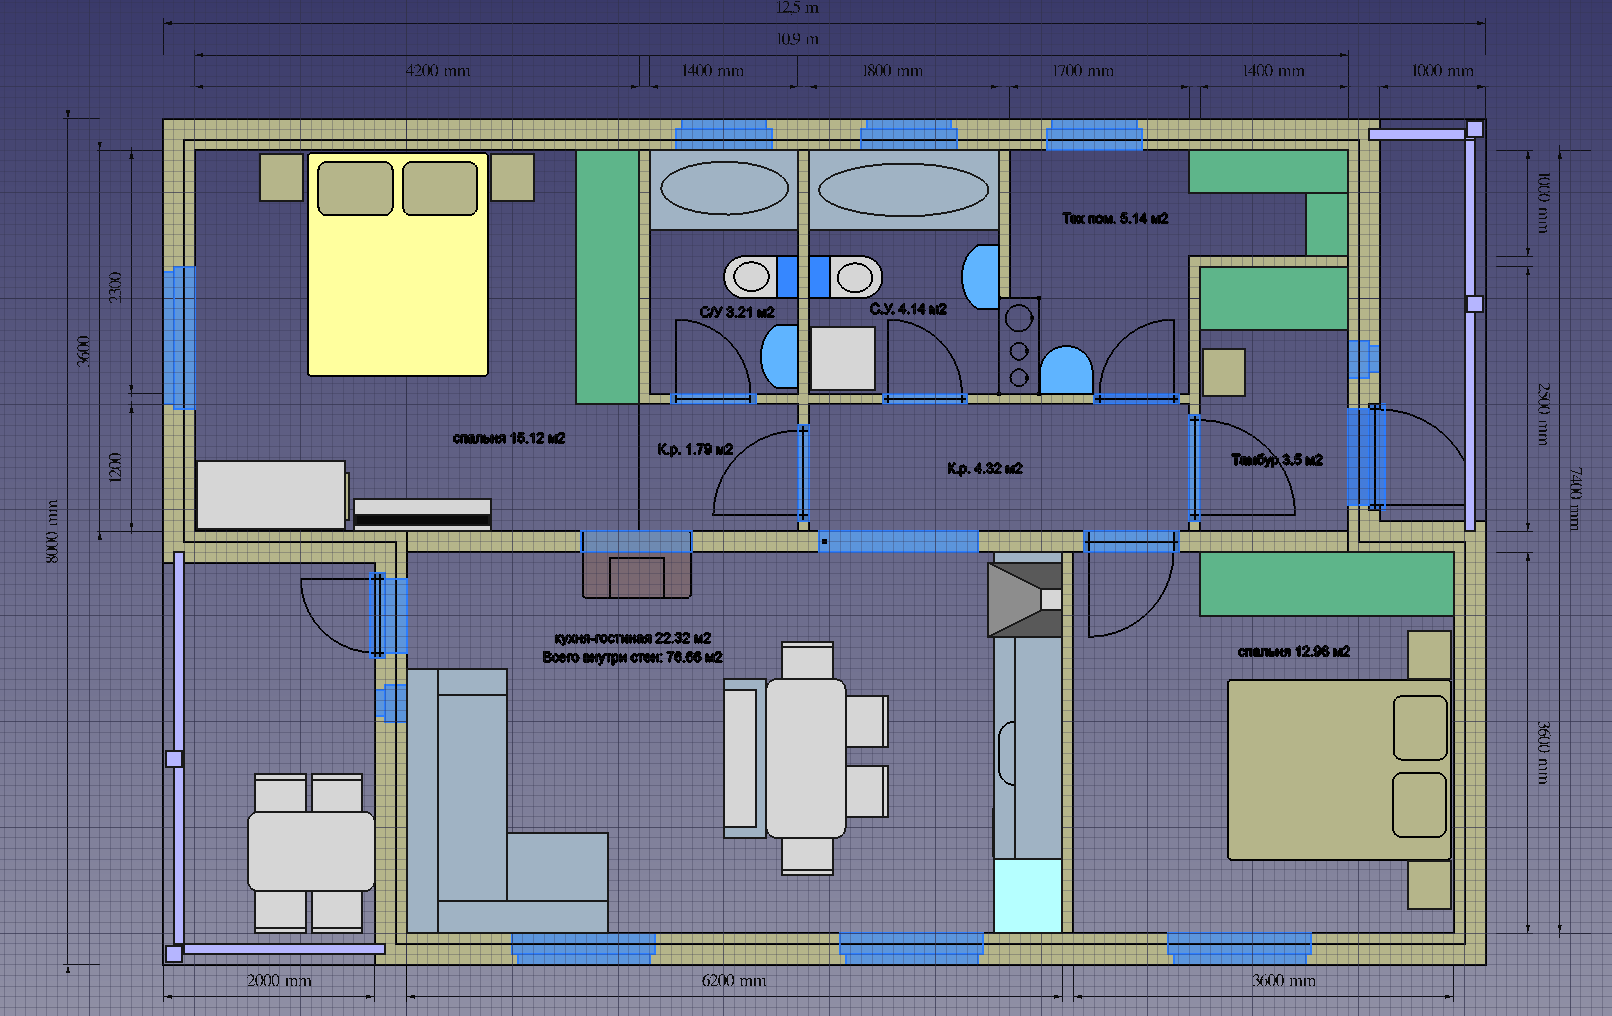 12,5 m
10,9 m
4200 mm
1400 mm
1800 mm
1700 mm
1400 mm
1000 mm
1000 mm
Тех пом. 5.14 м2
2300
С/У 3.21 м2
С.У. 4.14 м2
3600
2500 mm
спальня 15.12 м2
К.р. 1.79 м2
К.р. 4.32 м2
Тамбур 3.5 м2
1200
7400 mm
8000 mm
кухня-гостиная 22.32 м2
Всего внутри стен: 76.66 м2
спальня 12.96 м2
3600 mm
2000 mm
6200 mm
3600 mm